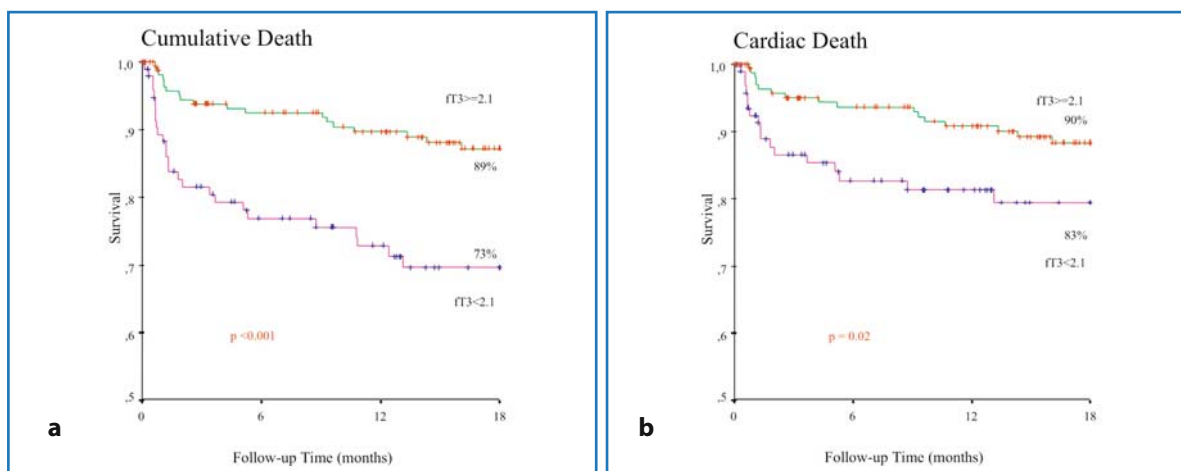 Cumulative Death
1,0
,9
,8
,7
,6
,5
Survival
fT3>=2.1
89%
73%
fT3<2.1
p <0.001
0
6
12
18
Follow-up Time (months)
a
Cardiac Death
1,0
,9
,8
,7
,6
,5
Survival
fT3>=2.1
90%
83%
fT3<2.1
p = 0.02
0
6
12
18
Follow-up Time (months)
b